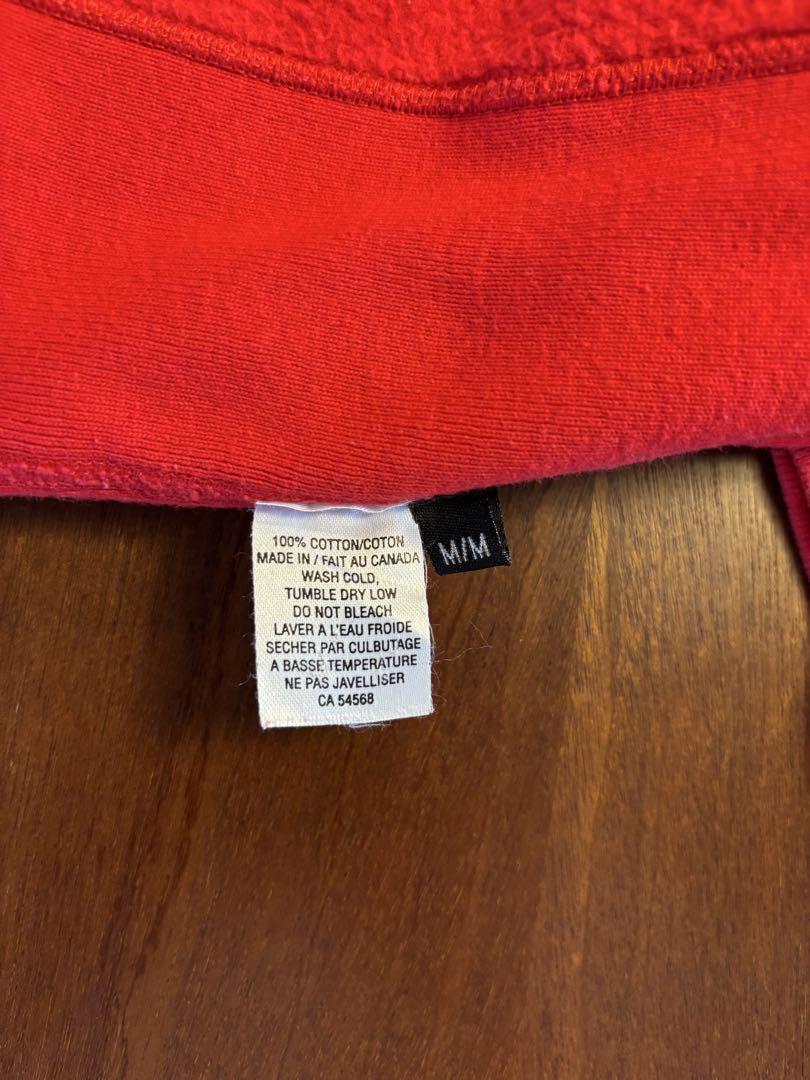 100% COTTON/COTON
MADE IN / FAIT AU CANADA
WASH COLD,
TUMBLE DRY LOW
DO NOT BLEACH
LAVER A L'EAU FROIDE
SECHER PAR CULBUTAGE
A BASSE TEMPERATURE
NE PAS JAVELLISER
CA 54568
M/M